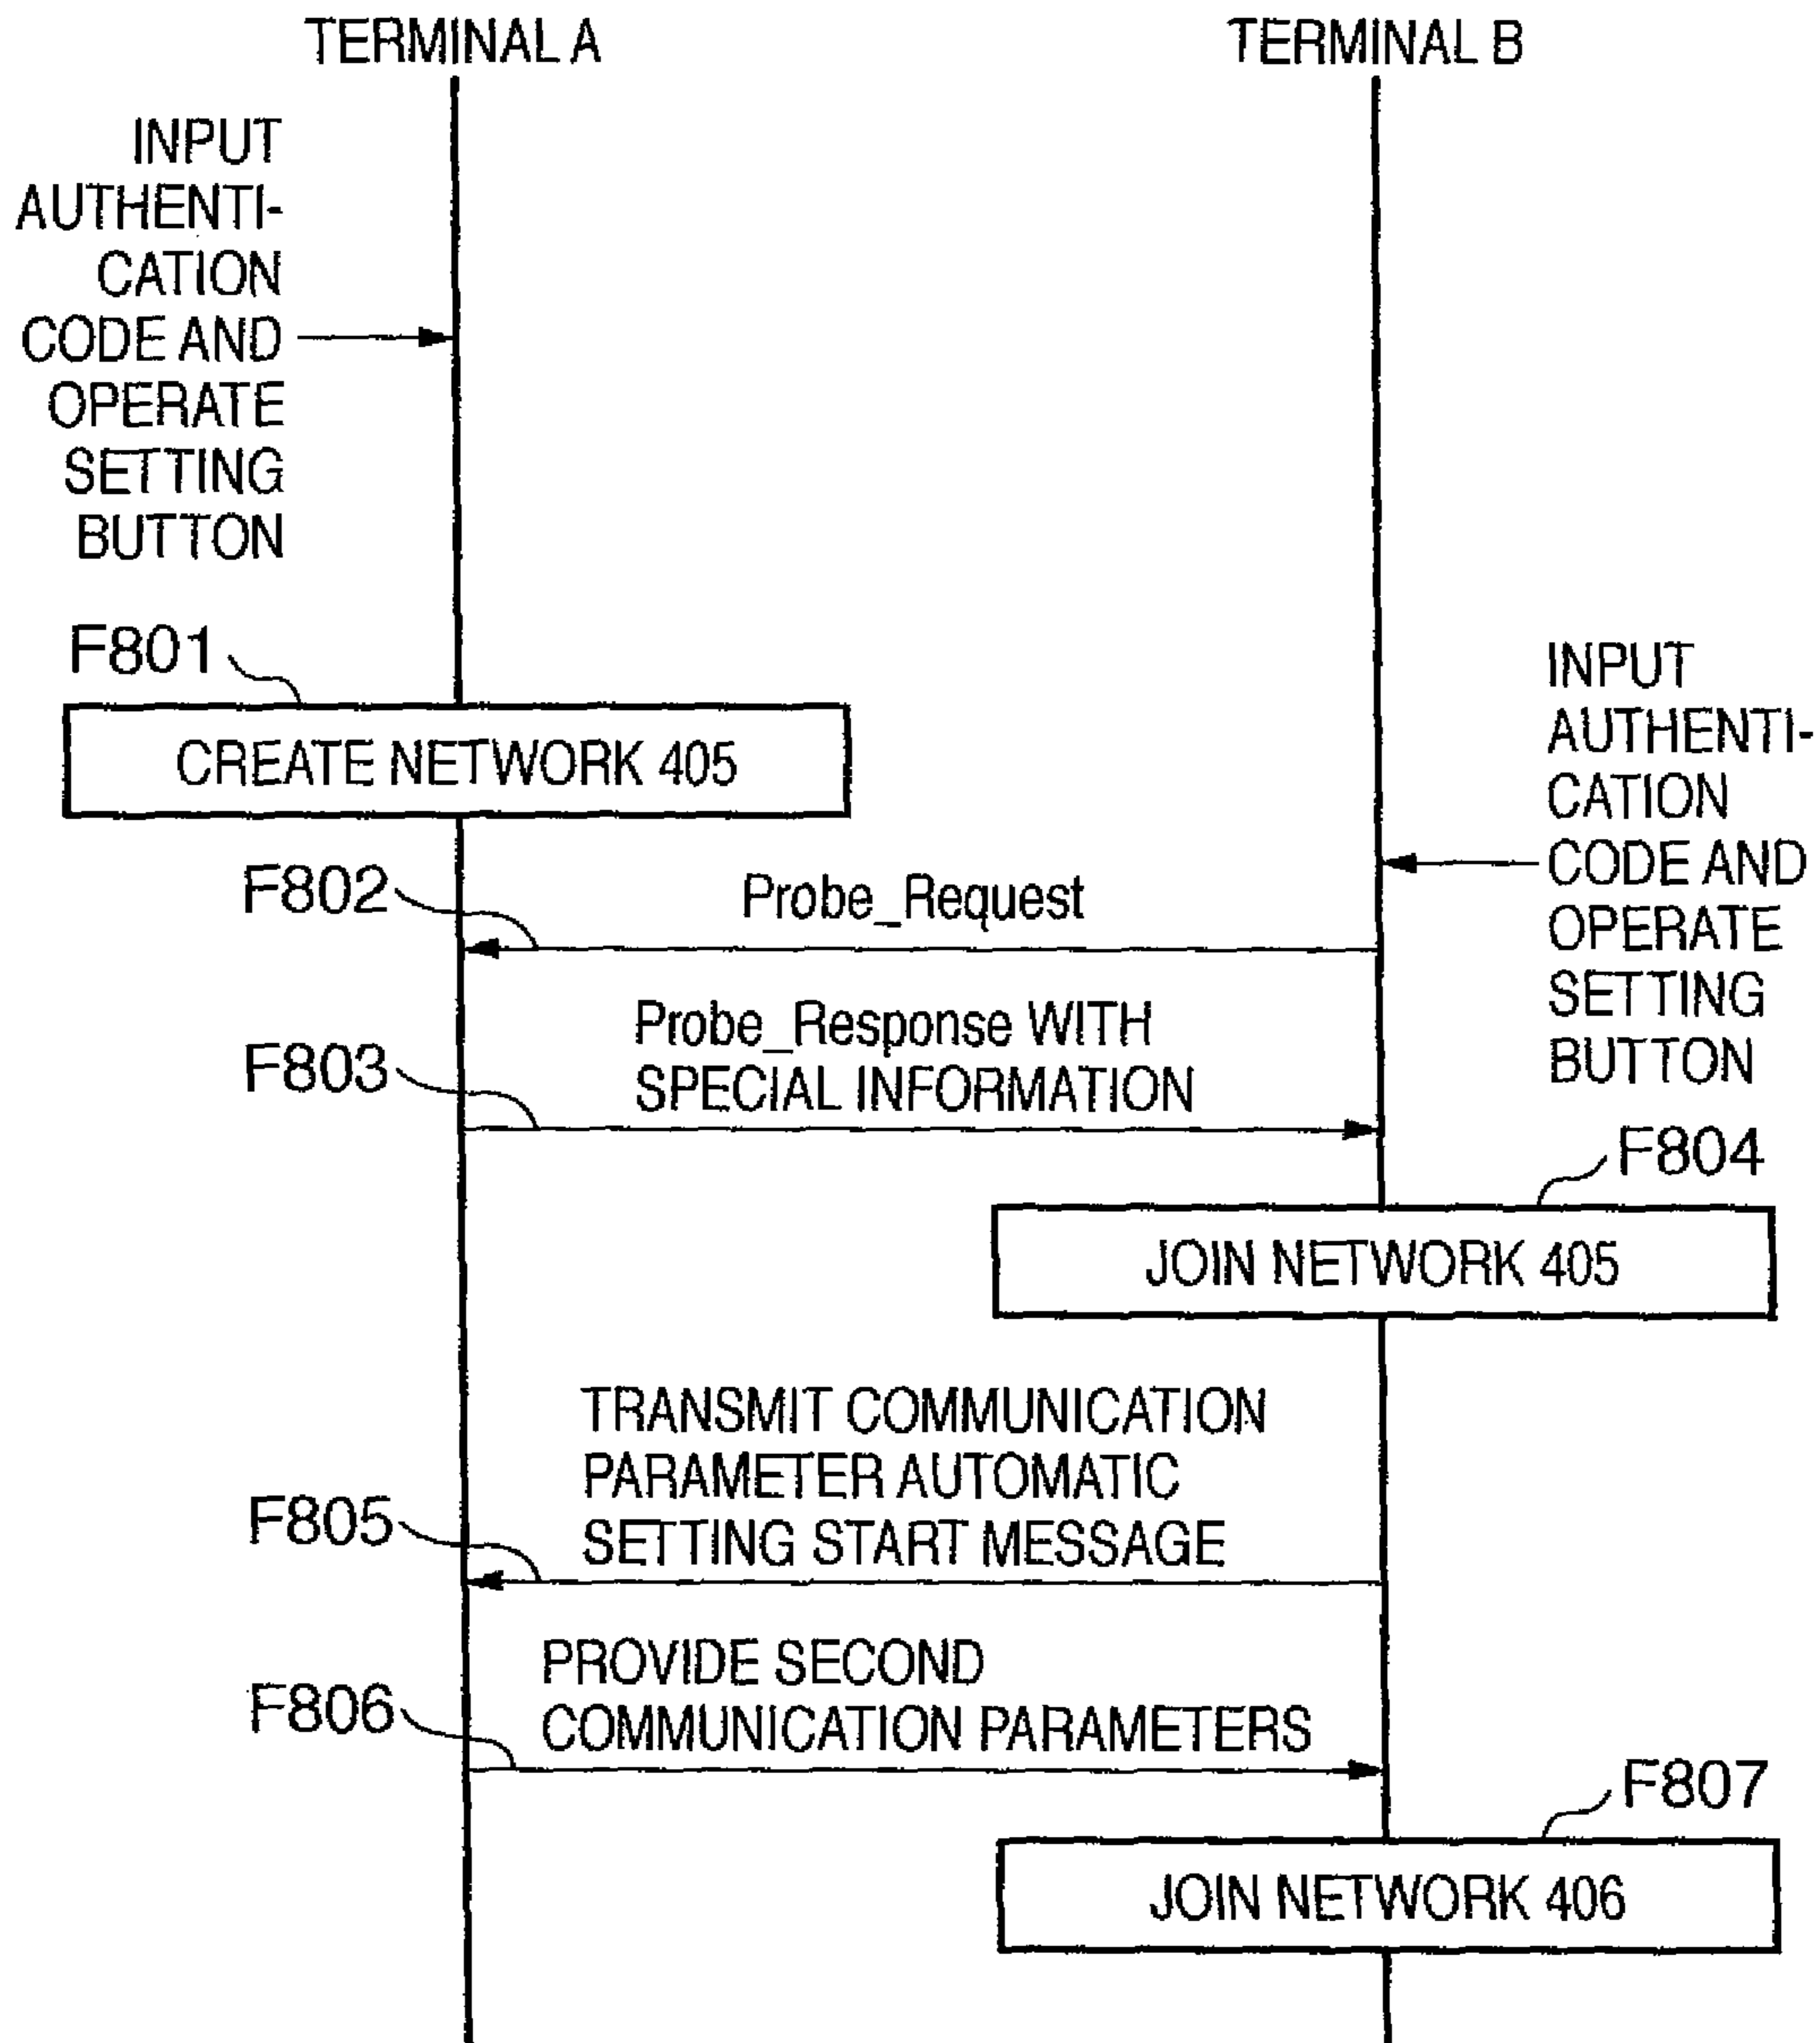 TERMINAL A
TERMINAL B
INPUT
AUTHENTI-
CATION
CODE AND
OPERATE
SETTING
BUTTON
F801
CREATE NETWORK 405
INPUT
AUTHENTI-
CATION
CODE AND
OPERATE
SETTING
BUTTON
F802
Probe_Request
F803
Probe_Response WITH
SPECIAL INFORMATION
F804
JOIN NETWORK 405
F805
TRANSMIT COMMUNICATION
PARAMETER AUTOMATIC
SETTING START MESSAGE
F806
PROVIDE SECOND
COMMUNICATION PARAMETERS
F807
JOIN NETWORK 406